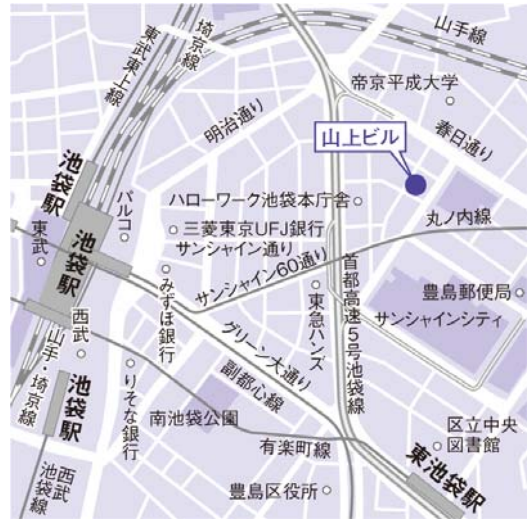 山手線
埼京線
東武東上線
帝京平成大学
明治通り
春日通り
山上ビル
池袋駅
パルコ
ハローワーク池袋本庁舎
丸ノ内線
東武
池袋駅
三菱東京UFJ銀行
サンシャイン通り
サンシャイン60通り
みずほ銀行
首都高速5号池袋線
豊島郵便局
東急ハンズ
サンシャインシティ
西武
グリーン大通り
山手・埼京線
りそな銀行
副都心線
池袋駅
南池袋公園
有楽町線
区立中央
図書館
東池袋駅
西武
池袋線
豊島区役所